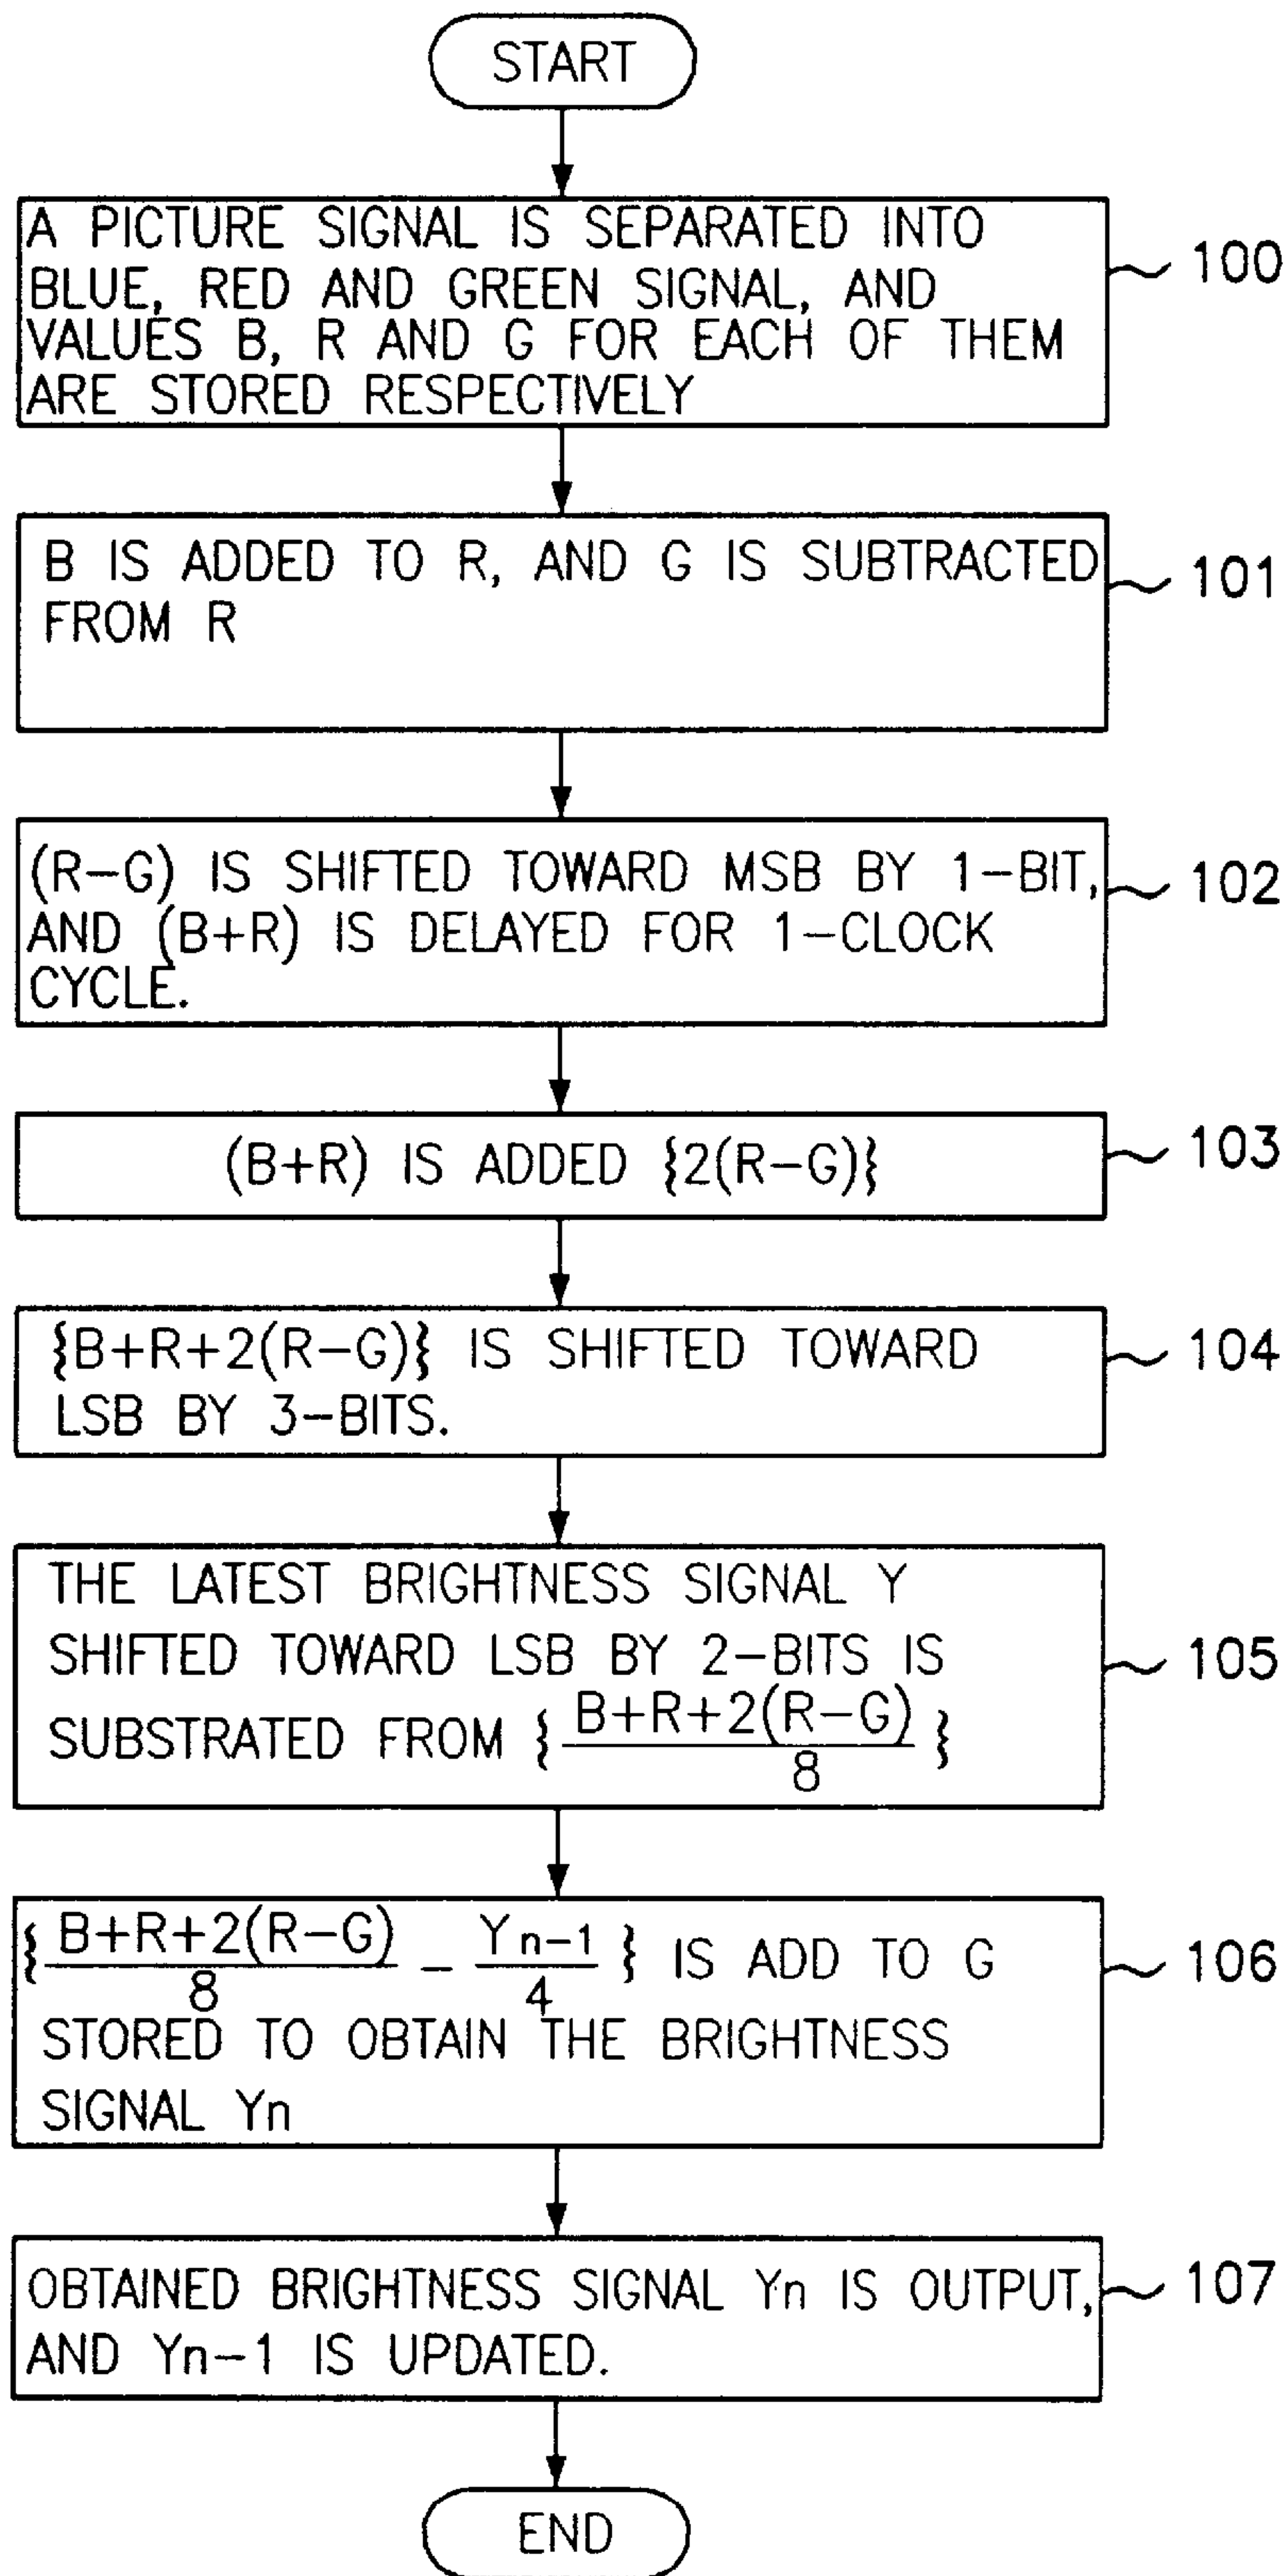 START
A PICTURE SIGNAL IS SEPARATED INTO
BLUE, RED AND GREEN SIGNAL, AND
VALUES B, R AND G FOR EACH OF THEM
ARE STORED RESPECTIVELY
100
B IS ADDED TO R, AND G IS SUBTRACTED
FROM R
101
(R-G) IS SHIFTED TOWARD MSB BY 1-BIT,
AND (B+R) IS DELAYED FOR 1-CLOCK
CYCLE.
102
(B+R) IS ADDED {2(R-G)}
103
{B+R+2(R-G)} IS SHIFTED TOWARD
LSB BY 3-BITS.
104
THE LATEST BRIGHTNESS SIGNAL Y
SHIFTED TOWARD LSB BY 2-BITS IS
SUBSTRATED FROM { B+R+2(R-G) / 8 }
105
{ B+R+2(R-G) / 8 - Yn-1 / 4 } IS ADD TO G
STORED TO OBTAIN THE BRIGHTNESS
SIGNAL Yn
106
OBTAINED BRIGHTNESS SIGNAL Yn IS OUTPUT,
AND Yn-1 IS UPDATED.
107
END